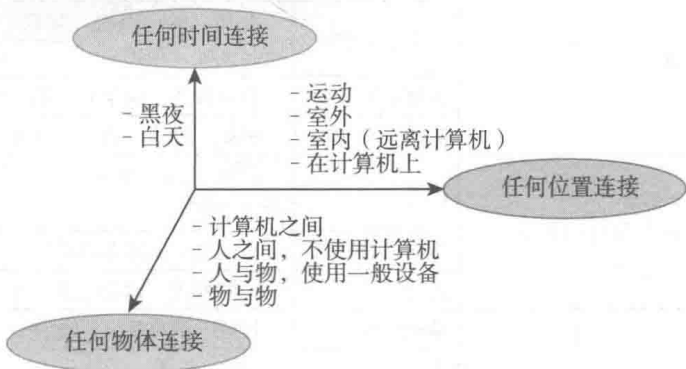 任何时间连接
- 黑夜
- 白天
- 运动
- 室外
- 室内（远离计算机）
- 在计算机上
任何位置连接
- 计算机之间
- 人之间，不使用计算机
- 人与物，使用一般设备
- 物与物
任何物体连接